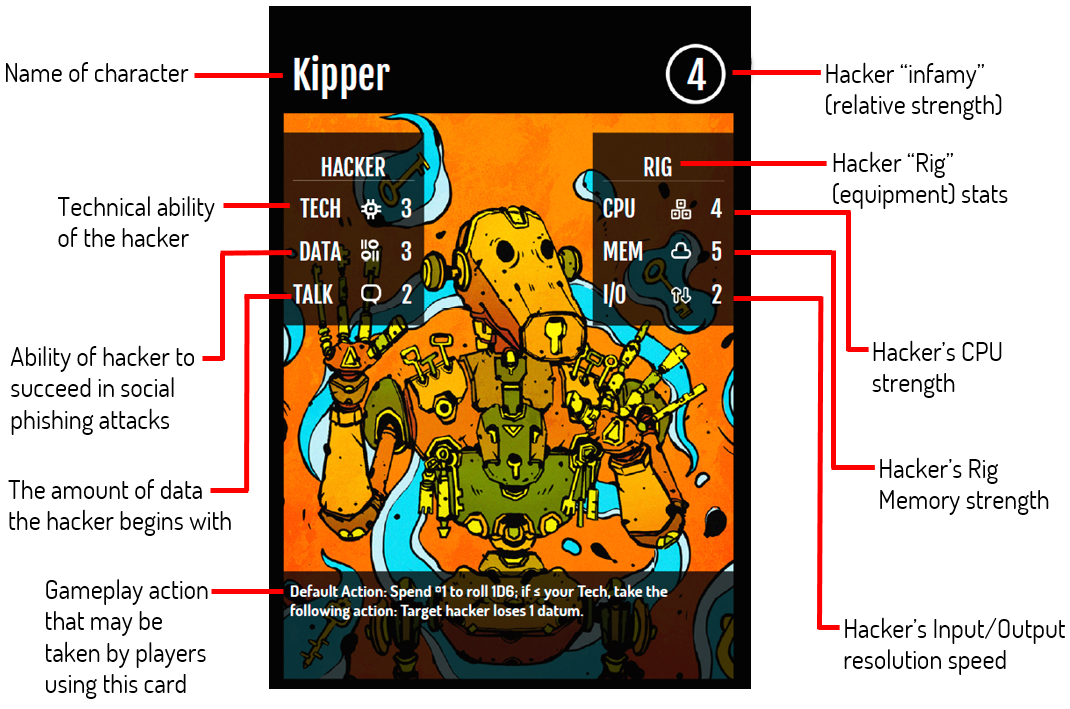 Kipper
4
Name of character
Hacker “infamy”
(relative strength)
HACKER
TECH 3
DATA 3
TALK 2
RIG
CPU 4
MEM 5
I/O 2
Hacker “Rig”
(equipment) stats
Technical ability
of the hacker
Ability of hacker to
succeed in social
phishing attacks
The amount of data
the hacker begins with
Gameplay action
that may be
taken by players
using this card
Hacker’s CPU
strength
Hacker’s Rig
Memory strength
Hacker’s Input/Output
resolution speed
Default Action: Spend ¤1 to roll 1D6; if ≤ your Tech, take the
following action: Target hacker loses 1 datum.